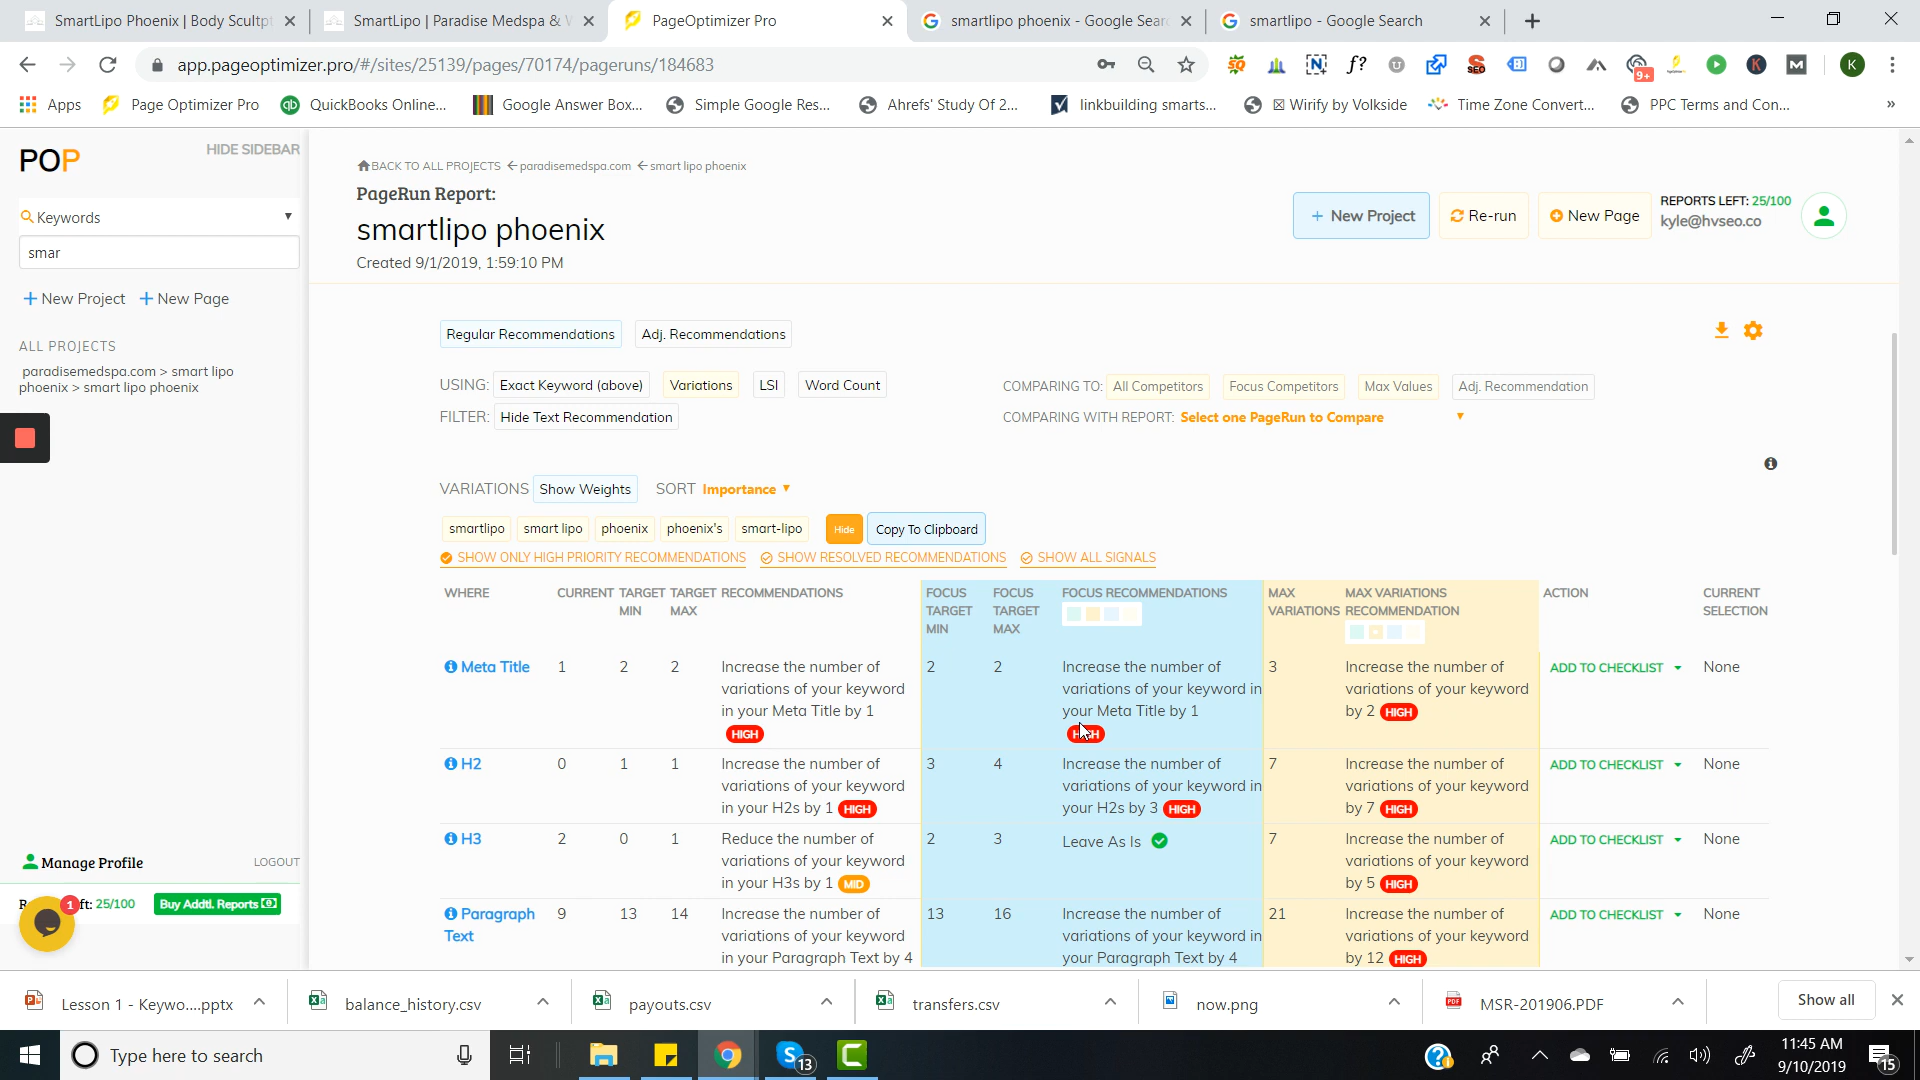 SmartLipo Phoenix | Body Scultp
SmartLipo | Paradise Medspa & W
PageOptimizer Pro
smartlipo phoenix - Google Sear
smartlipo - Google Search
app.pageoptimizer.pro/#/sites/25139/pages/70174/pageruns/184683
Apps
Page Optimizer Pro
QuickBooks Online...
Google Answer Box...
Simple Google Res...
Ahrefs' Study Of 2...
linkbuilding smarts...
Wirify by Volkside
Time Zone Convert...
PPC Terms and Con...
»
POP
HIDE SIDEBAR
Keywords
smar
+ New Project + New Page
ALL PROJECTS
paradisemedspa.com > smart lipo
phoenix > smart lipo phoenix
Manage Profile
LOGOUT
ft: 25/100
Buy Addtl. Reports
1
BACK TO ALL PROJECTS ← paradisemedspa.com ← smart lipo phoenix
PageRun Report:
smartlipo phoenix
Created 9/1/2019, 1:59:10 PM
+ New Project
Re-run
New Page
REPORTS LEFT: 25/100
kyle@hvseo.co
Regular Recommendations
Adj. Recommendations
USING: Exact Keyword (above) Variations LSI Word Count
COMPARING TO: All Competitors Focus Competitors Max Values Adj. Recommendation
FILTER: Hide Text Recommendation
COMPARING WITH REPORT: Select one PageRun to Compare
VARIATIONS Show Weights SORT Importance
smartlipo smart lipo phoenix phoenix's smart-lipo Hide Copy To Clipboard
SHOW ONLY HIGH PRIORITY RECOMMENDATIONS SHOW RESOLVED RECOMMENDATIONS SHOW ALL SIGNALS
WHERE
CURRENT
TARGET MIN
TARGET MAX
RECOMMENDATIONS
FOCUS TARGET MIN
FOCUS TARGET MAX
FOCUS RECOMMENDATIONS
MAX VARIATIONS
MAX VARIATIONS RECOMMENDATION
ACTION
CURRENT SELECTION
Meta Title
1
2
2
Increase the number of
variations of your keyword
in your Meta Title by 1
HIGH
2
2
Increase the number of
variations of your keyword in
your Meta Title by 1
HIGH
3
Increase the number of
variations of your keyword
by 2 HIGH
ADD TO CHECKLIST
None
H2
0
1
1
Increase the number of
variations of your keyword
in your H2s by 1 HIGH
3
4
Increase the number of
variations of your keyword in
your H2s by 3 HIGH
7
Increase the number of
variations of your keyword
by 7 HIGH
ADD TO CHECKLIST
None
H3
2
0
1
Reduce the number of
variations of your keyword
in your H3s by 1 MID
2
3
Leave As Is
7
Increase the number of
variations of your keyword
by 5 HIGH
ADD TO CHECKLIST
None
Paragraph
Text
9
13
14
Increase the number of
variations of your keyword
in your Paragraph Text by 4
13
16
Increase the number of
variations of your keyword in
your Paragraph Text by 4
21
Increase the number of
variations of your keyword
by 12 HIGH
ADD TO CHECKLIST
None
Lesson 1 - Keywo....pptx
balance_history.csv
payouts.csv
transfers.csv
now.png
MSR-201906.PDF
Show all
Type here to search
13
11:45 AM
9/10/2019
15